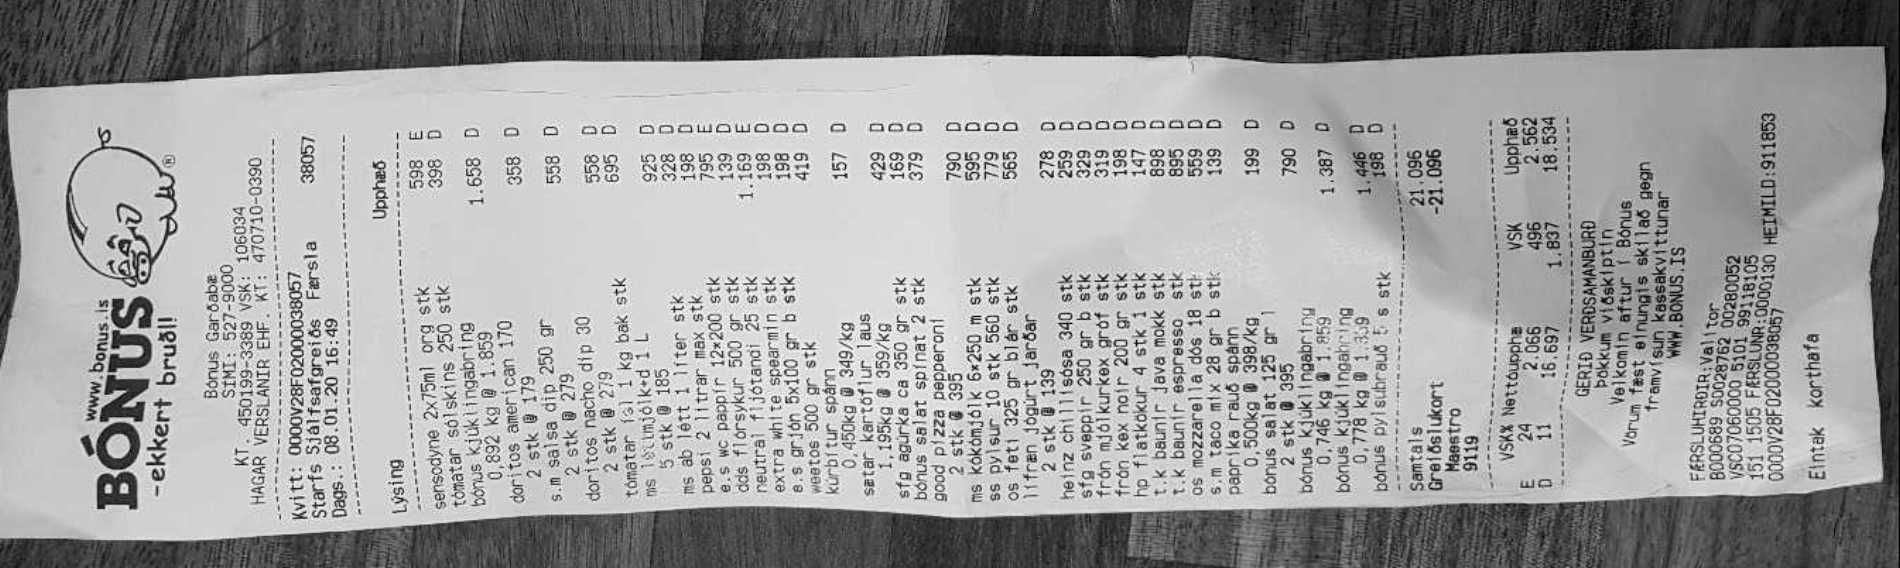 www.bonus.is
BÓNUS
-ekkert bruðl!
®
Bónus Garðabæ
SIMI: 527-9000
KT. 450199-3389 VSK: 106034
HAGAR VERSLANIR EHF. KT: 470710-0390
Kvitt: 0000V28F02000038057
Starfs Sjálfsafgreiðs Færsla 38057
Dags.: 08.01.20 16:49
Lýsing Upphæð
sensodyne 2x75ml org stk 598 E
tómatar sólskins 250 stk 398 D
bónus kjúklingabring
0,892 kg @ 1.859 1.658 D
doritos american 170
2 stk @ 179 358 D
s.m salsa dip 250 gr
2 stk @ 279 558 D
doritos nacho dip 30
2 stk @ 279 558 D
tómatar ísl 1 kg bak stk 695 D
ms léttmjólk+d 1 L
5 stk @ 185 925 D
ms ab létt 1 líter stk 328 D
pepsi 2 lítrar max stk 198 D
e.s wc pappír 12x200 stk 795 E
dds flórsykur 500 gr stk 139 D
neutral fljótandi 25 stk 1.169 E
extra white spearmin stk 198 D
e.s grjón 5x100 gr b stk 198 D
weetos 500 gr stk 419 D
kúrbítur spánn
0,450kg @ 349/kg 157 D
sætar kartöflur laus
1,195kg @ 359/kg 429 D
sfg agúrka ca 350 gr stk 169 D
bónus salat spínat 2 stk 379 D
good pizza pepperoni
2 stk @ 395 790 D
ms kókómjólk 6x250 m stk 595 D
ss pylsur 10 stk 560 stk 779 D
os feti 325 gr blár stk 565 D
lífræn jógúrt jarðar
2 stk @ 139 278 D
heinz chillisósa 340 stk 259 D
sfg sveppir 250 gr b stk 329 D
frón mjólkurkex gróf stk 319 D
frón kex noir 200 gr stk 198 D
hp flatkökur 4 stk 1 stk 147 D
t.k baunir java mokk stk 898 D
t.k baunir espresso stk 895 D
os mozzarella dós 18 stk 559 D
s.m taco mix 28 gr b stk 139 D
paprika rauð spánn
0,500kg @ 398/kg 199 D
bónus salat 125 gr l
2 stk @ 395 790 D
bónus kjúklingabring
0,746 kg @ 1.859 1.387 D
bónus kjúklingabring
0,778 kg @ 1.859 1.446 D
bónus pylsubrauð 5 s stk 198 D
Samtals 21.096
Greiðslukort -21.096
Maestro
9119
VSK% Nettóupphæ VSK Upphæð
E 24 2.066 496 2.562
D 11 16.697 1.837 18.534
GERIÐ VERÐSAMANBURÐ
Þökkum viðskiptin
Velkomin aftur í Bónus
Vörum fæst einungis skilað gegn
framvísun kassakvittunar
WWW.BONUS.IS
FÆRSLUHIRÐIR:Valitor
B000689 S0028762 00280052
VSC07060000 5101 99118105
151 1505 FÆRSLUNR:0000130 HEIMILD:911853
0000V28F02000038057
Eintak korthafa